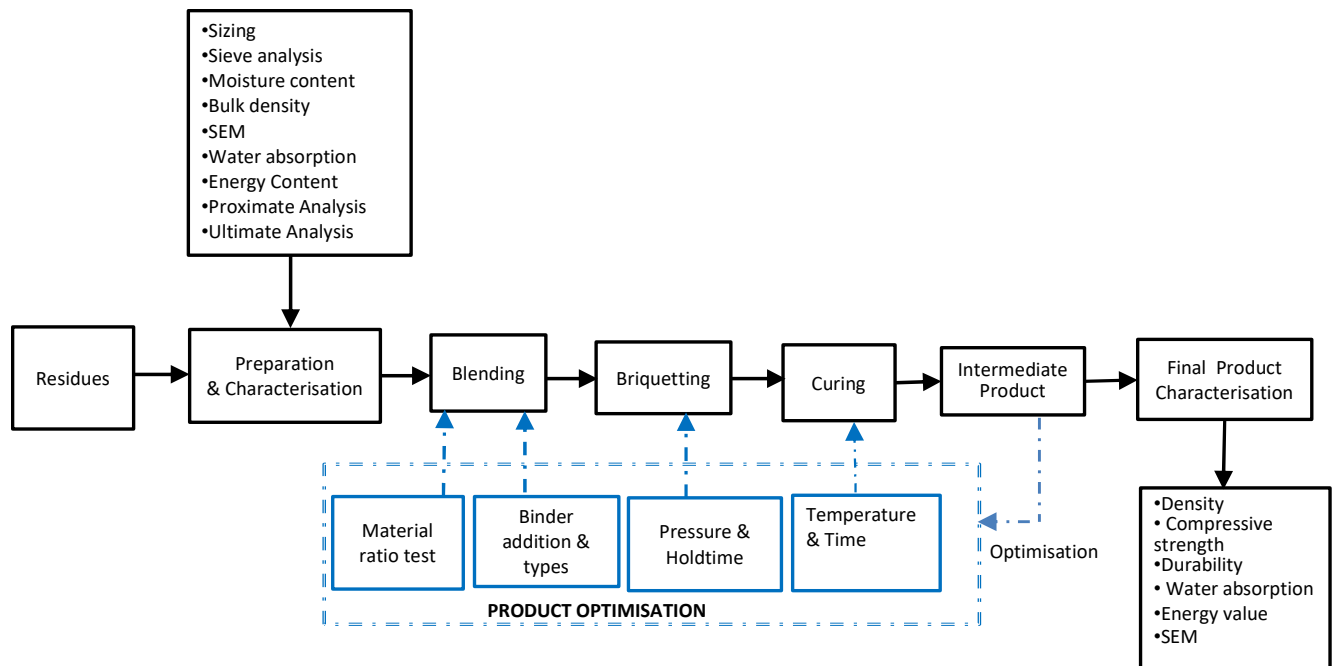 •Sizing
•Sieve analysis
•Moisture content
•Bulk density
•SEM
•Water absorption
•Energy Content
•Proximate Analysis
•Ultimate Analysis
Residues
Preparation
& Characterisation
Blending
Briquetting
Curing
Intermediate
Product
Final  Product
Characterisation
Material
ratio test
Binder
addition &
types
Pressure &
Holdtime
Temperature
& Time
Optimisation
PRODUCT OPTIMISATION
•Density
• Compressive
strength
•Durability
• Water absorption
•Energy value
•SEM